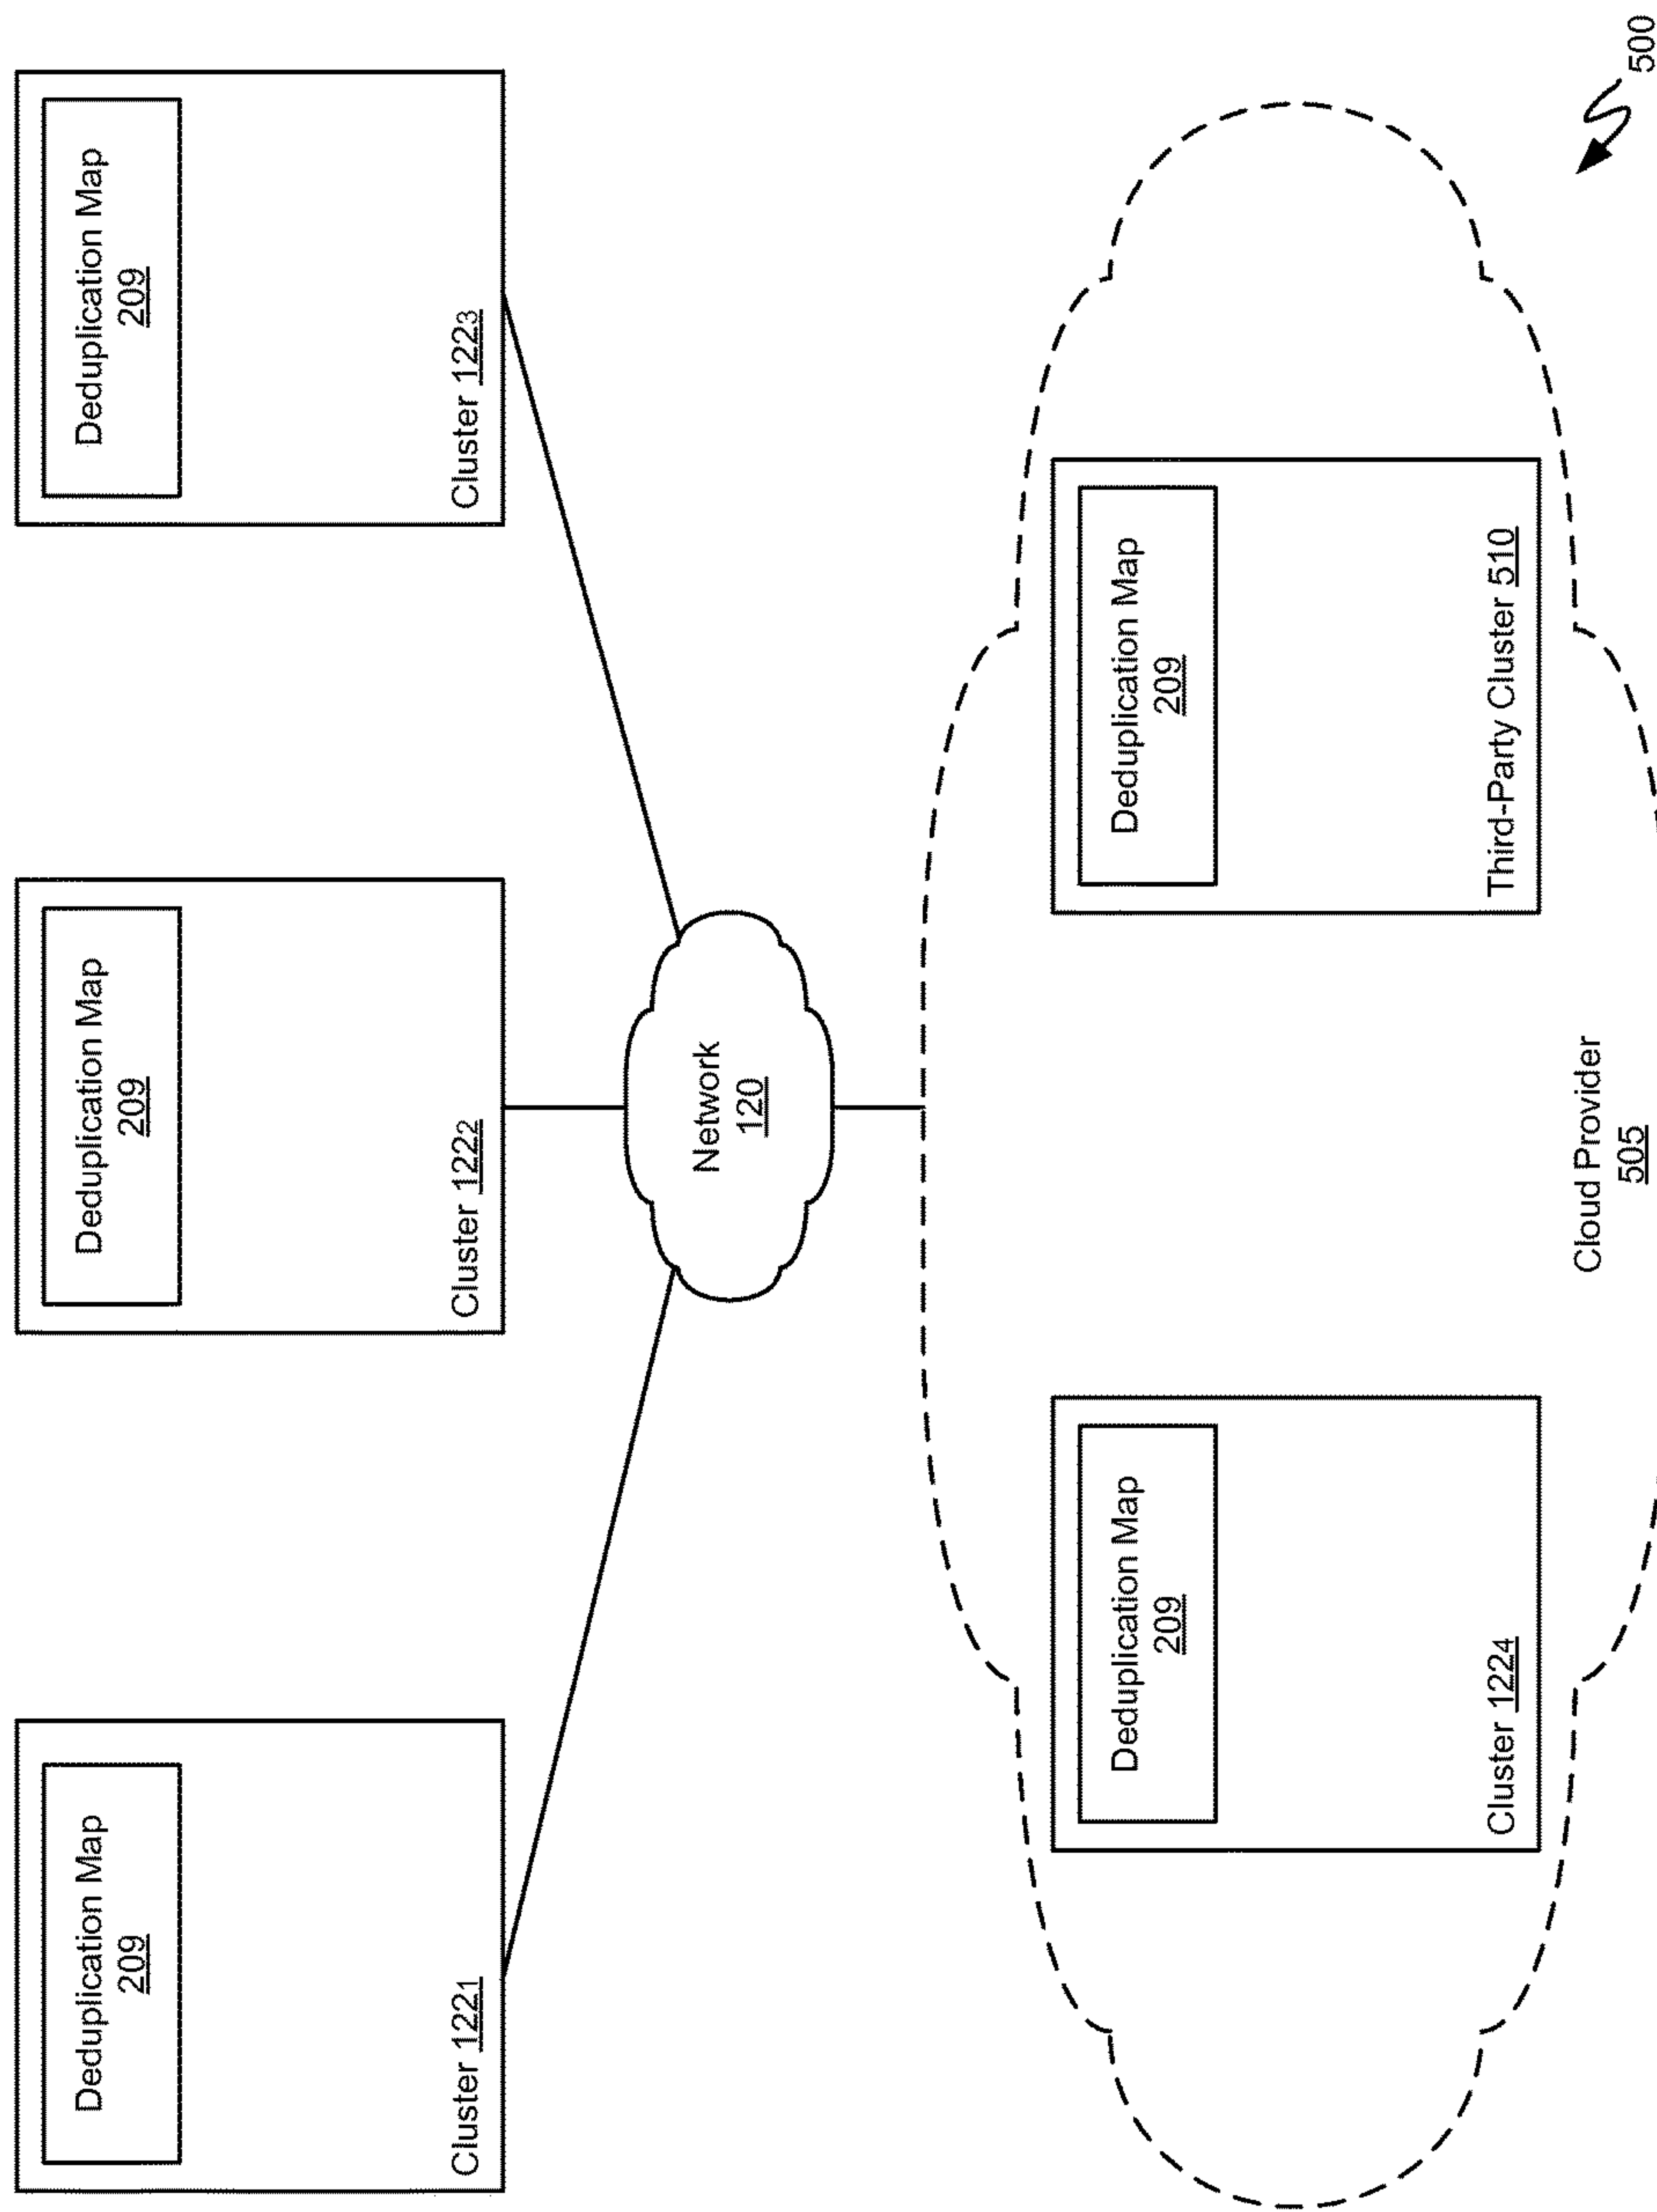 Deduplication Map
209
Cluster 122₁
Deduplication Map
209
Cluster 122₂
Deduplication Map
209
Cluster 122₃
Network
120
Deduplication Map
209
Cluster 122₄
Deduplication Map
209
Third-Party Cluster 510
Cloud Provider
505
500